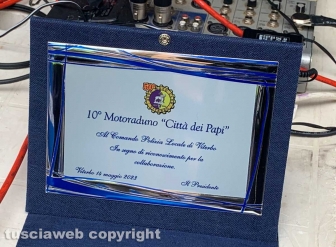 10° Motoraduno "Città dei Papi"
Al Comando Polizia Locale di Viterbo
In segno di riconoscimento per la
collaborazione.
Viterbo 14 maggio 2023
Il Presidente
tusciaweb copyright